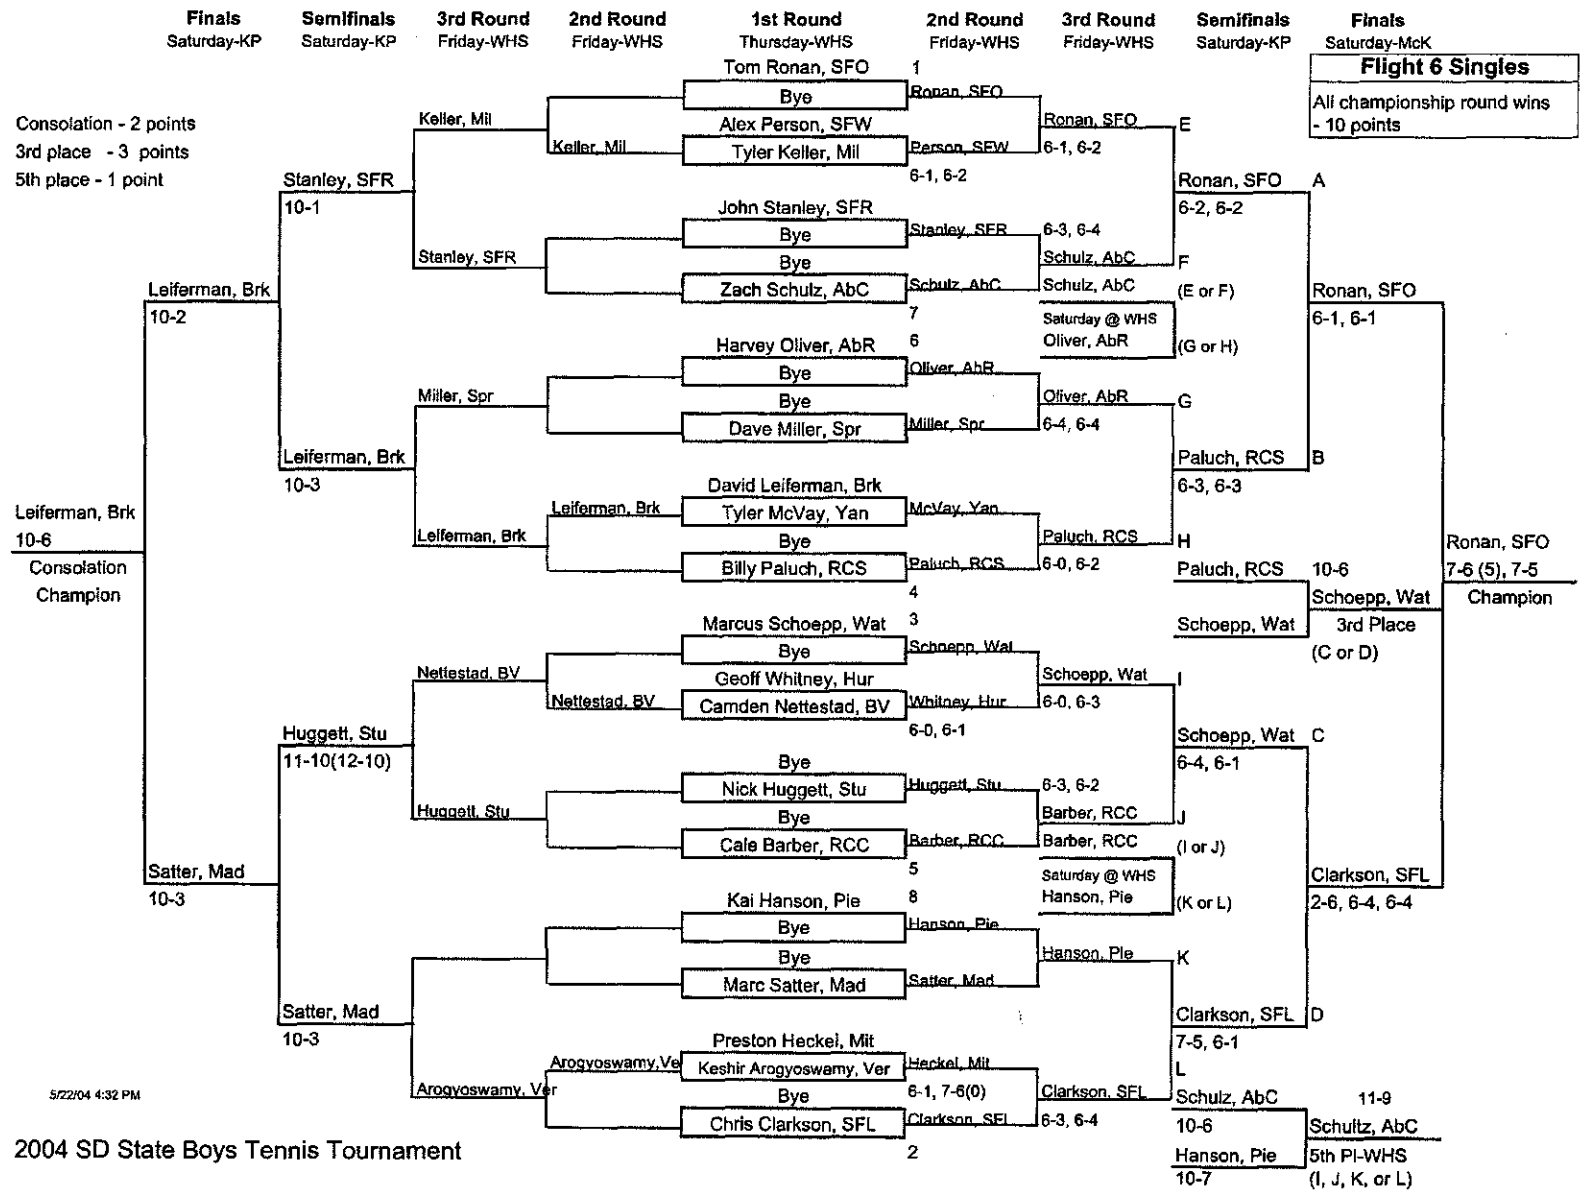 Finals Semifinals 3rd Round 2nd Round 1st Round 2nd Round 3rd Round Semifinals Finals
Saturday-KP Saturday-KP Friday-WHS Friday-WHS Thursday-WHS Friday-WHS Friday-WHS Saturday-KP Saturday-McK
Flight 6 Singles
All championship round wins
- 10 points
Consolation - 2 points
3rd place - 3 points
5th place - 1 point
Leiferman, Brk
10-6
Consolation
Champion
Leiferman, Brk
10-2
Satter, Mad
10-3
Stanley, SFR
10-1
Leiferman, Brk
10-3
Huggett, Stu
11-10(12-10)
Satter, Mad
10-3
Keller, Mil
Stanley, SFR
Miller, Spr
Leiferman, Brk
Nettestad, BV
Huggett, Stu
Arogyoswamy, Ver
Keller, Mil
Leiferman, Brk
Nettestad, BV
Arogyoswamy,Ve
Tom Ronan, SFO
Bye
Alex Person, SFW
Tyler Keller, Mil
John Stanley, SFR
Bye
Bye
Zach Schulz, AbC
Harvey Oliver, AbR
Bye
Bye
Dave Miller, Spr
David Leiferman, Brk
Tyler McVay, Yan
Bye
Billy Paluch, RCS
Marcus Schoepp, Wat
Bye
Geoff Whitney, Hur
Camden Nettestad, BV
Bye
Nick Huggett, Stu
Bye
Cale Barber, RCC
Kai Hanson, Pie
Bye
Bye
Marc Satter, Mad
Preston Heckel, Mit
Keshir Arogyoswamy, Ver
Bye
Chris Clarkson, SFL
1
Ronan, SFO
Person, SFW
6-1, 6-2
Stanley, SFR
Schulz, AbC
7
6
Oliver, AbR
Miller, Spr
McVay, Yan
Paluch, RCS
4
3
Schoepp, Wat
Whitney, Hur
6-0, 6-1
Huggett, Stu
Barber, RCC
5
8
Hanson, Pie
Satter, Mad
Heckel, Mit
6-1, 7-6(0)
Clarkson, SFL
2
Ronan, SFO
6-1, 6-2
6-3, 6-4
Schulz, AbC
Schulz, AbC
Saturday @ WHS
Oliver, AbR
Oliver, AbR
6-4, 6-4
Paluch, RCS
6-0, 6-2
Schoepp, Wat
6-0, 6-3
6-3, 6-2
Barber, RCC
Barber, RCC
Saturday @ WHS
Hanson, Pie
Hanson, Pie
Clarkson, SFL
6-3, 6-4
E
Ronan, SFO
6-2, 6-2
F
(E or F)
(G or H)
G
Paluch, RCS
6-3, 6-3
H
Paluch, RCS
Schoepp, Wat
I
Schoepp, Wat
6-4, 6-1
J
(I or J)
(K or L)
K
Clarkson, SFL
7-5, 6-1
L
Schulz, AbC
10-6
Hanson, Pie
10-7
A
Ronan, SFO
6-1, 6-1
B
10-6
Schoepp, Wat
3rd Place
(C or D)
C
Clarkson, SFL
2-6, 6-4, 6-4
D
11-9
Schultz, AbC
5th Pl-WHS
(I, J, K, or L)
Ronan, SFO
7-6 (5), 7-5
Champion
5/22/04 4:32 PM
2004 SD State Boys Tennis Tournament